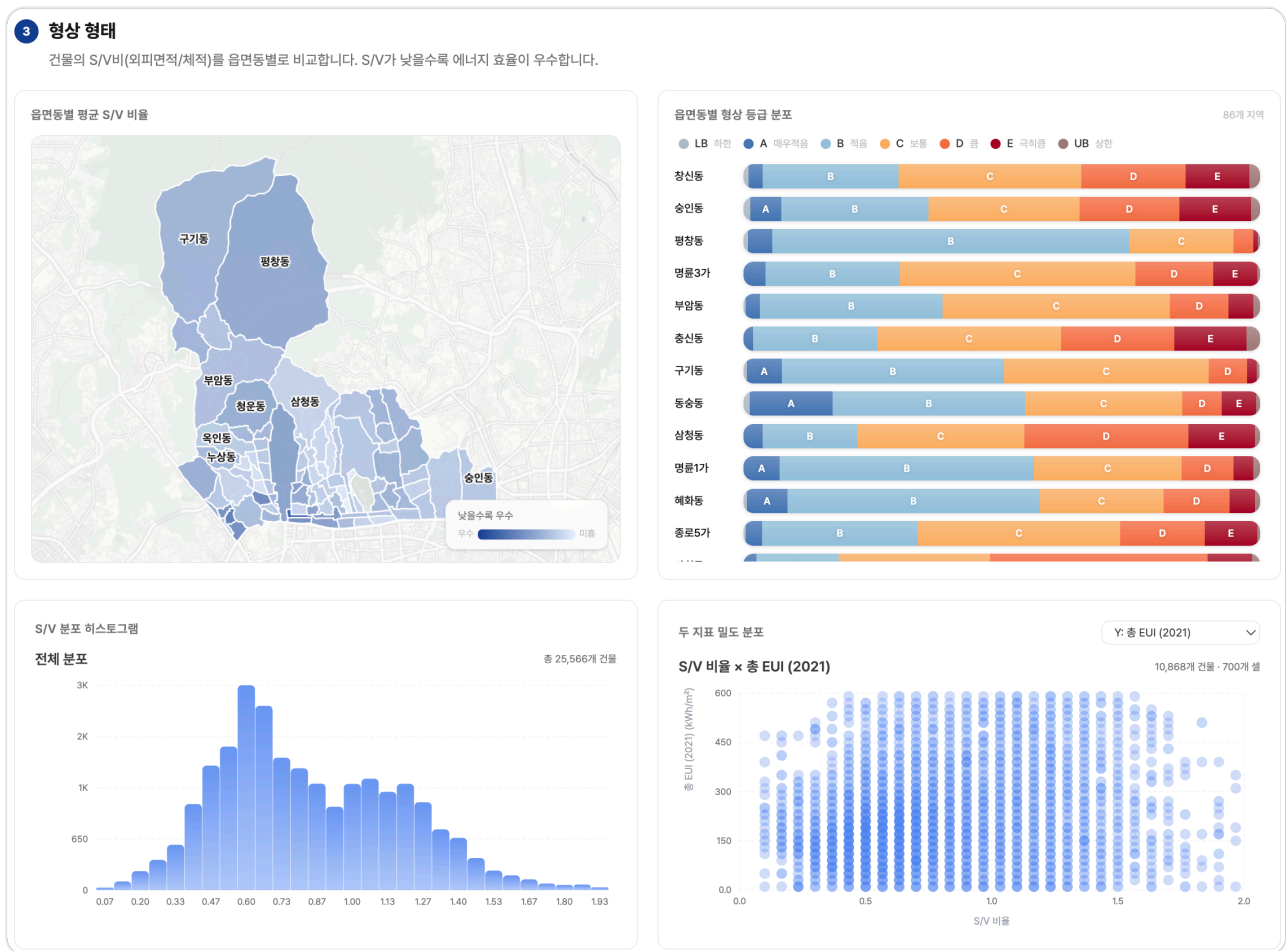 3 형상 형태
건물의 S/V비(외피면적/체적)를 읍면동별로 비교합니다. S/V가 낮을수록 에너지 효율이 우수합니다.
읍면동별 평균 S/V 비율
구기동
평창동
부암동
청운동
삼청동
옥인동
누상동
숭인동
낮을수록 우수
우수 미흡
읍면동별 형상 등급 분포 86개 지역
LB 하한 A 매우적음 B 적음 C 보통 D 큼 E 극히큼 UB 상한
창신동 B C D E
숭인동 A B C D E
평창동 B C
명륜3가 B C D E
부암동 B C D
충신동 B C D E
구기동 A B C D
동숭동 A B C D E
삼청동 B C D E
명륜1가 A B C D
혜화동 A B C D
종로5가 B C D E
S/V 분포 히스토그램
전체 분포 총 25,566개 건물
3K
2K
1K
650
0
0.07 0.20 0.33 0.47 0.60 0.73 0.87 1.00 1.13 1.27 1.40 1.53 1.67 1.80 1.93
두 지표 밀도 분포 Y: 총 EUI (2021)
S/V 비율 × 총 EUI (2021) 10,868개 건물 · 700개 셀
총 EUI (2021) (kWh/m²)
600
450
300
150
0.0
0.0 0.5 1.0 1.5 2.0
S/V 비율